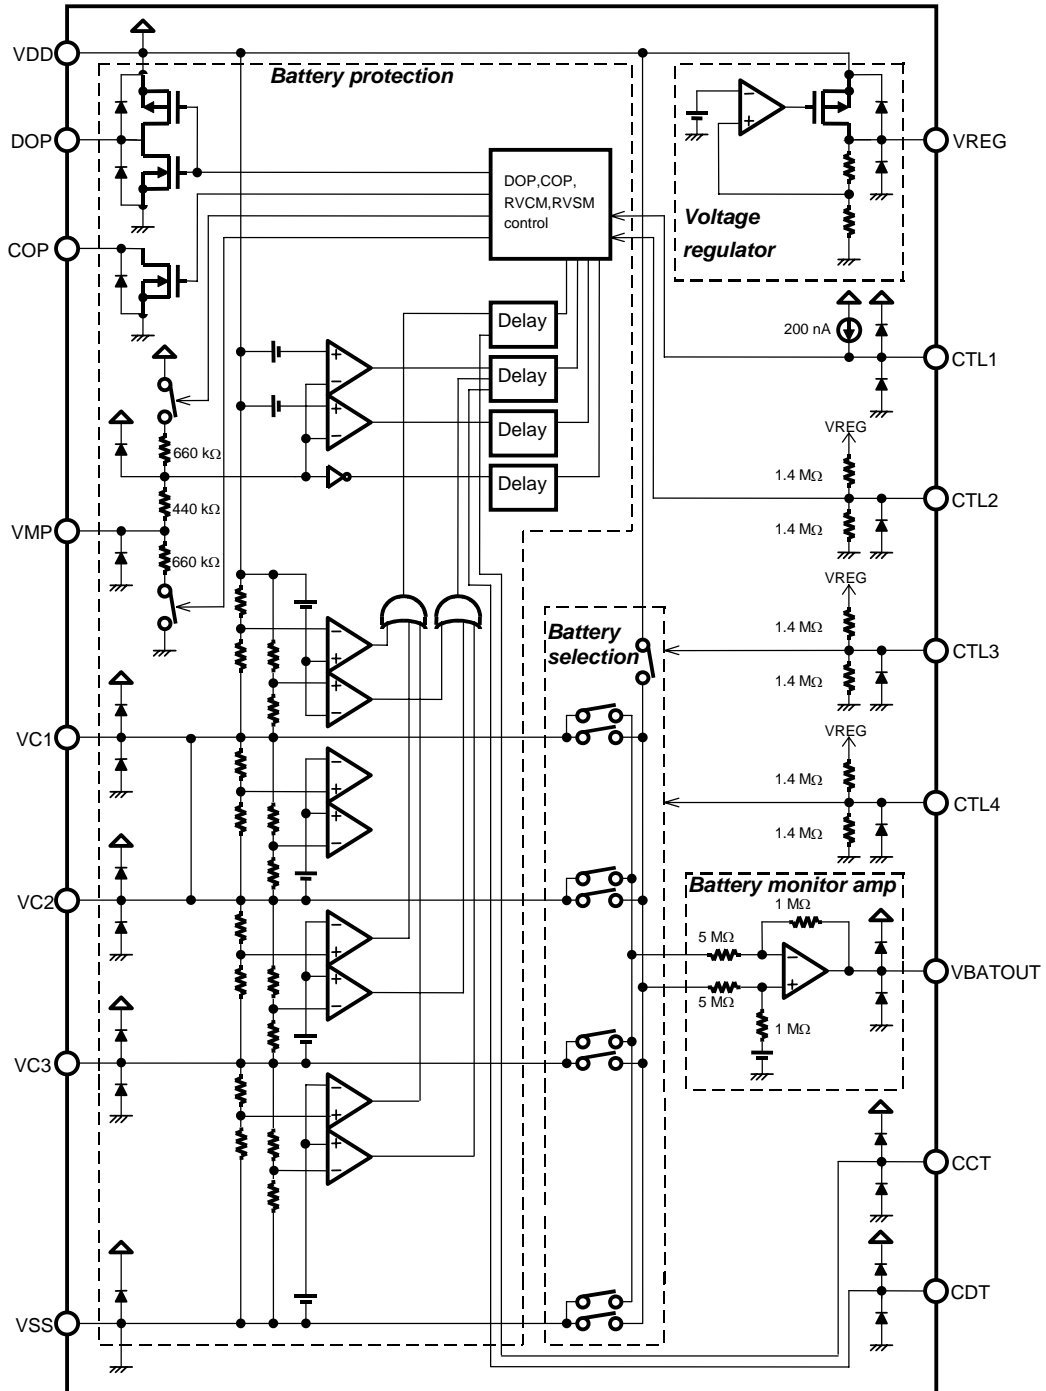 VDD
Battery protection
DOP
DOP,COP,
RVCM,RVSM
control
VREG
Voltage
regulator
COP
Delay
200 nA
CTL1
Delay
Delay
VREG
660 kΩ
Delay
1.4 MΩ
CTL2
440 kΩ
VMP
1.4 MΩ
660 kΩ
VREG
Battery
selection
1.4 MΩ
CTL3
1.4 MΩ
VC1
VREG
1.4 MΩ
CTL4
1.4 MΩ
Battery monitor amp
VC2
1 MΩ
5 MΩ
VBATOUT
5 MΩ
1 MΩ
VC3
CCT
CDT
VSS